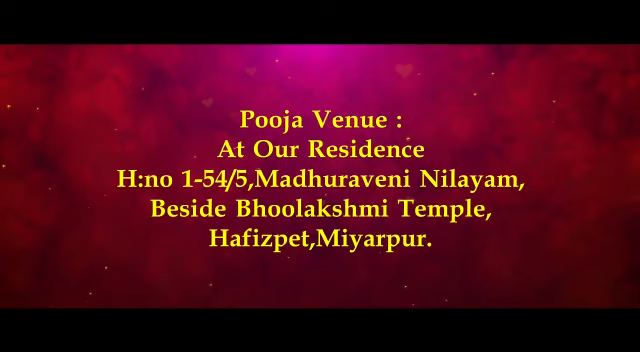 Pooja Venue :
At Our Residence
H:no 1-54/5,Madhuraveni Nilayam,
Beside Bhoolakshmi Temple,
Hafizpet,Miyarpur.